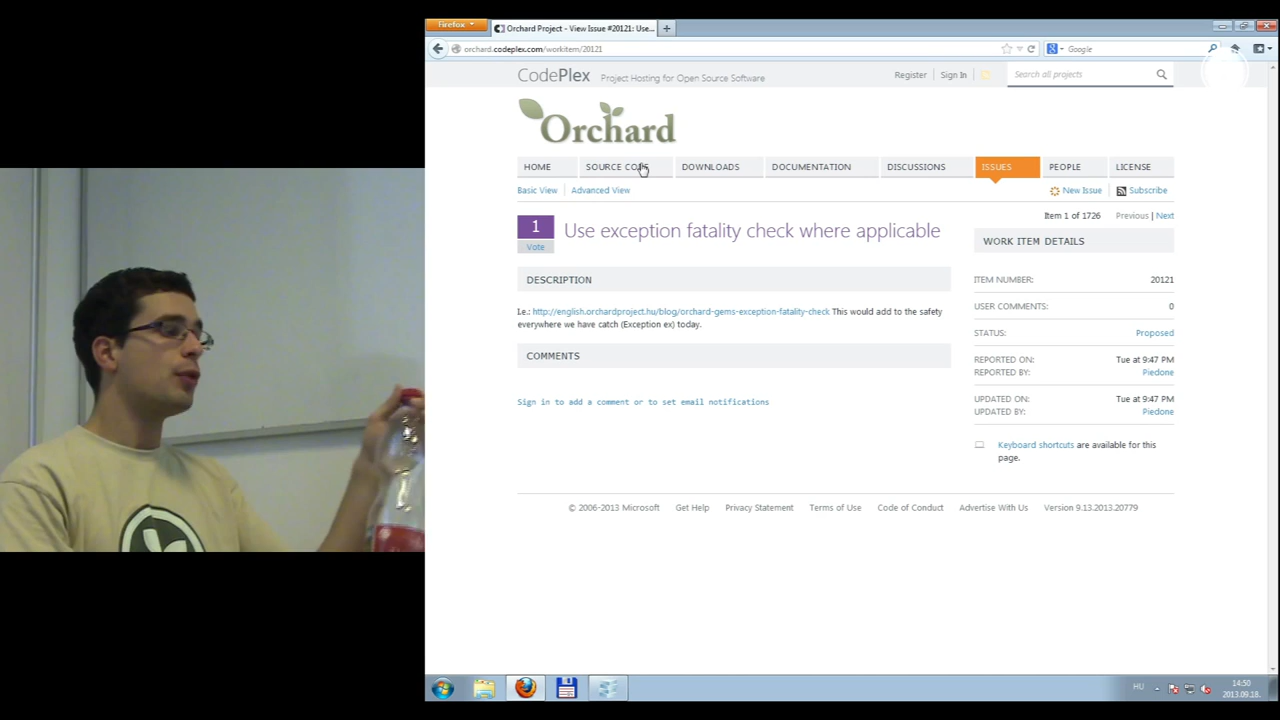 Firefox
Orchard Project - View Issue #20121: Use...
orchard.codeplex.com/workitem/20121
Google
CodePlex Project Hosting for Open Source Software
Register Sign In
Search all projects
Orchard
HOME SOURCE CODE DOWNLOADS DOCUMENTATION DISCUSSIONS ISSUES PEOPLE LICENSE
Basic View Advanced View
New Issue Subscribe
Item 1 of 1726 Previous | Next
1
Vote
Use exception fatality check where applicable
DESCRIPTION
I.e.: http://english.orchardproject.hu/blog/orchard-gems-exception-fatality-check This would add to the safety
everywhere we have catch (Exception ex) today.
COMMENTS
Sign in to add a comment or to set email notifications
WORK ITEM DETAILS
ITEM NUMBER: 20121
USER COMMENTS: 0
STATUS: Proposed
REPORTED ON: Tue at 9:47 PM
REPORTED BY: Piedone
UPDATED ON: Tue at 9:47 PM
UPDATED BY: Piedone
Keyboard shortcuts are available for this
page.
© 2006-2013 Microsoft Get Help Privacy Statement Terms of Use Code of Conduct Advertise With Us Version 9.13.2013.20779
HU
14:50
2013.09.18.